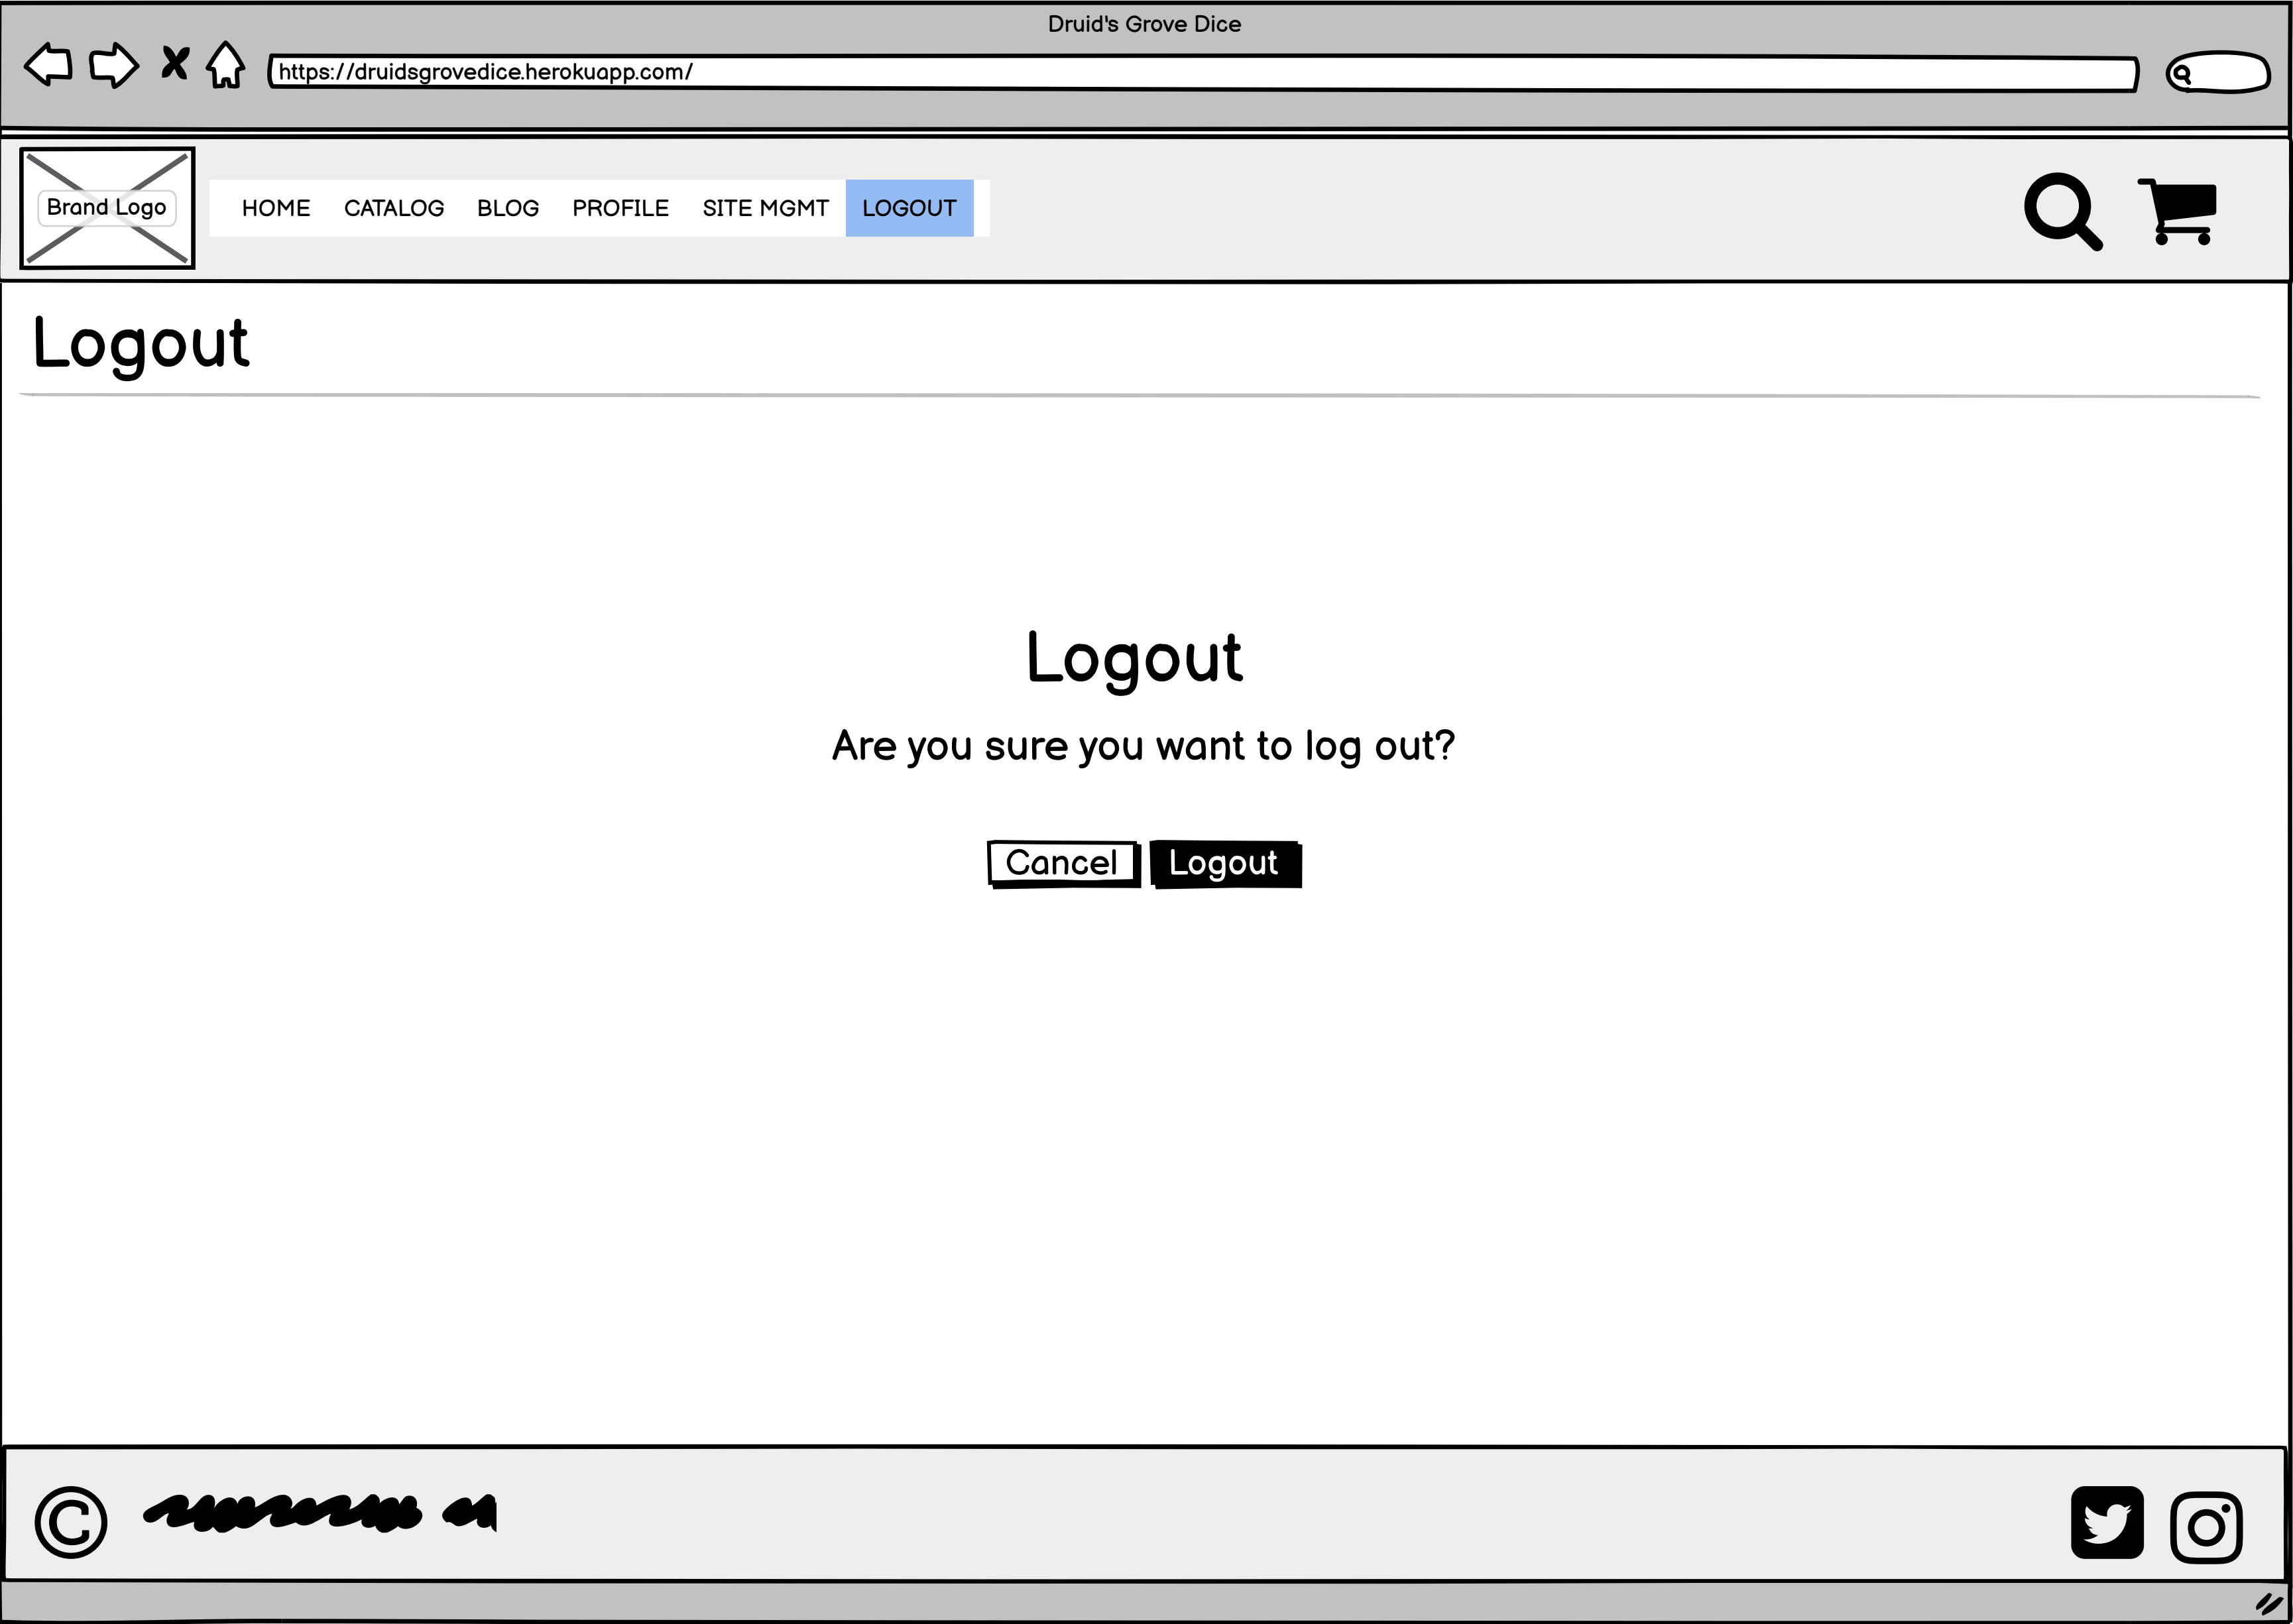 Druid's Grove Dice
https://druidsgrovedice.herokuapp.com/
Brand Logo HOME CATALOG BLOG PROFILE SITE MGMT LOGOUT
Logout
Logout
Are you sure you want to log out?
Cancel Logout
©